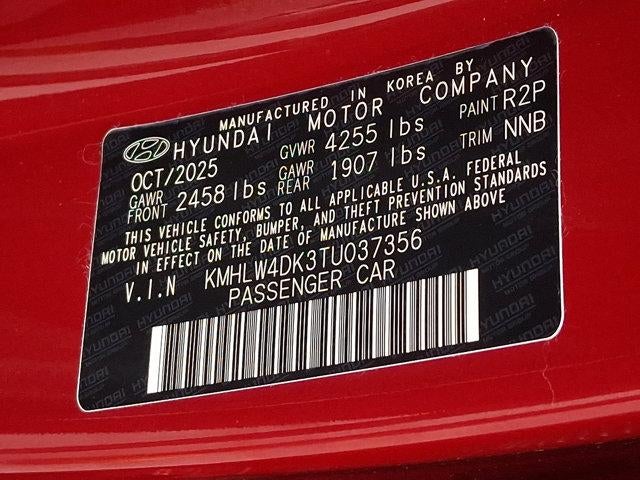 MANUFACTURED IN KOREA BY
HYUNDAI MOTOR COMPANY
OCT/2025 GVWR 4255 lbs PAINT R2P
GAWR FRONT 2458 lbs GAWR REAR 1907 lbs TRIM NNB
THIS VEHICLE CONFORMS TO ALL APPLICABLE U.S.A. FEDERAL
MOTOR VEHICLE SAFETY, BUMPER, AND THEFT PREVENTION STANDARDS
IN EFFECT ON THE DATE OF MANUFACTURE SHOWN ABOVE
V.I.N KMHLW4DK3TU037356
PASSENGER CAR